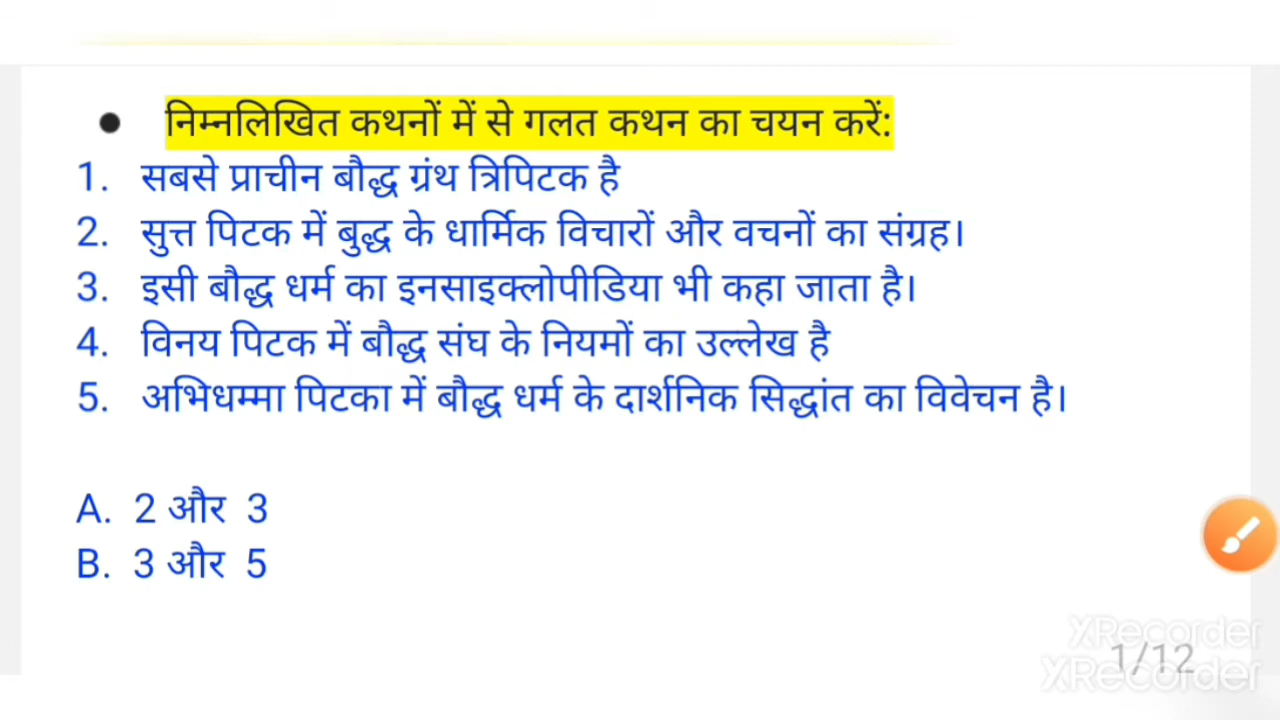 ● निम्नलिखित कथनों में से गलत कथन का चयन करें:
1. सबसे प्राचीन बौद्ध ग्रंथ त्रिपिटक है
2. सुत्त पिटक में बुद्ध के धार्मिक विचारों और वचनों का संग्रह।
3. इसी बौद्ध धर्म का इनसाइक्लोपीडिया भी कहा जाता है।
4. विनय पिटक में बौद्ध संघ के नियमों का उल्लेख है
5. अभिधम्मा पिटका में बौद्ध धर्म के दार्शनिक सिद्धांत का विवेचन है।
A. 2 और 3
B. 3 और 5
XRecorder
1/12
XRecorder